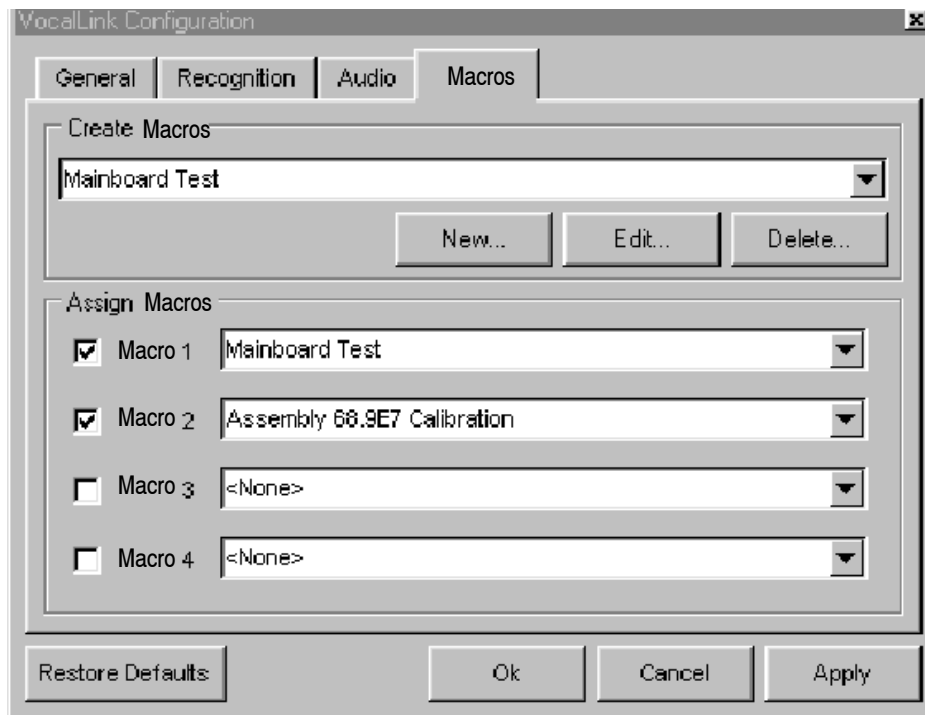 VocalLink Configuration
General Recognition Audio Macros
Create Macros
Mainboard Test
New... Edit... Delete...
Assign Macros
Macro 1 Mainboard Test
Macro 2 Assembly 68.9E7 Calibration
Macro 3 <None>
Macro 4 <None>
Restore Defaults Ok Cancel Apply